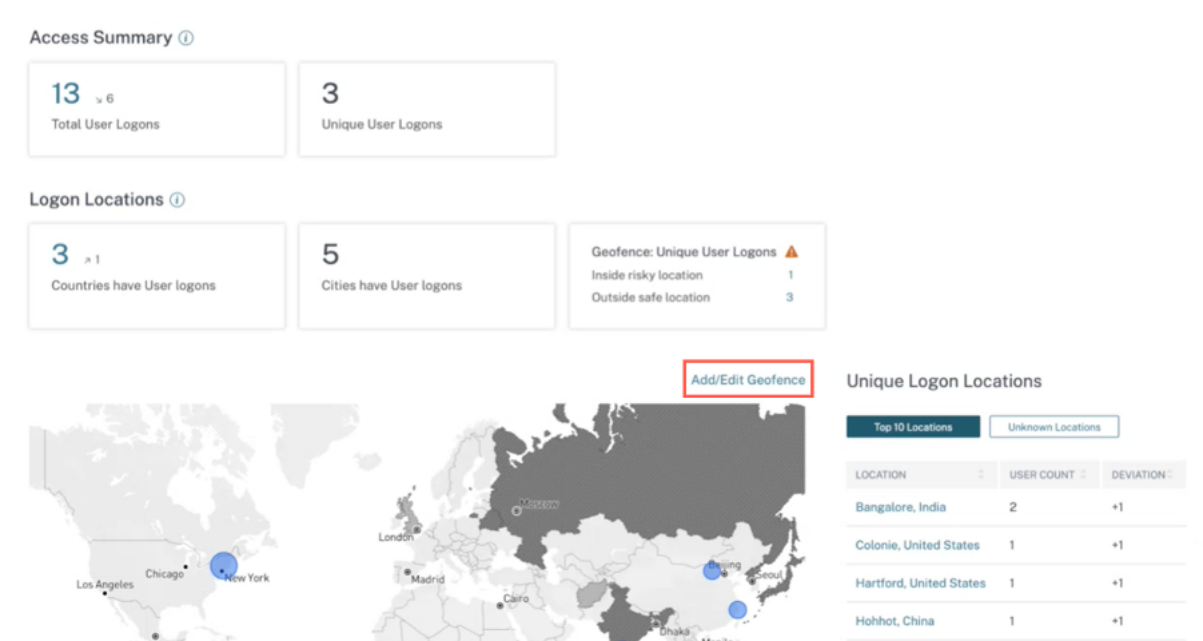 Access Summary
13 6
Total User Logons
3
Unique User Logons
Logon Locations
3 1
Countries have User logons
5
Cities have User logons
Geofence: Unique User Logons
Inside risky location 1
Outside safe location 3
Add/Edit Geofence
Moscow
London
Madrid
Cairo
Beijing
Seoul
Dhaka
Chicago
New York
Los Angeles
Unique Logon Locations
Top 10 Locations
Unknown Locations
LOCATION USER COUNT DEVIATION
Bangalore, India 2 +1
Colonie, United States 1 +1
Hartford, United States 1 +1
Hohhot, China 1 +1